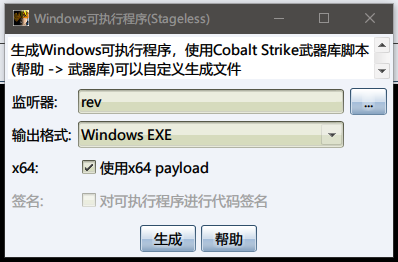 Windows可执行程序(Stageless)
生成Windows可执行程序，使用Cobalt Strike武器库脚本
(帮助 -> 武器库)可以自定义生成文件
监听器: rev ...
输出格式: Windows EXE
x64: 使用x64 payload
签名: 对可执行程序进行代码签名
生成 帮助